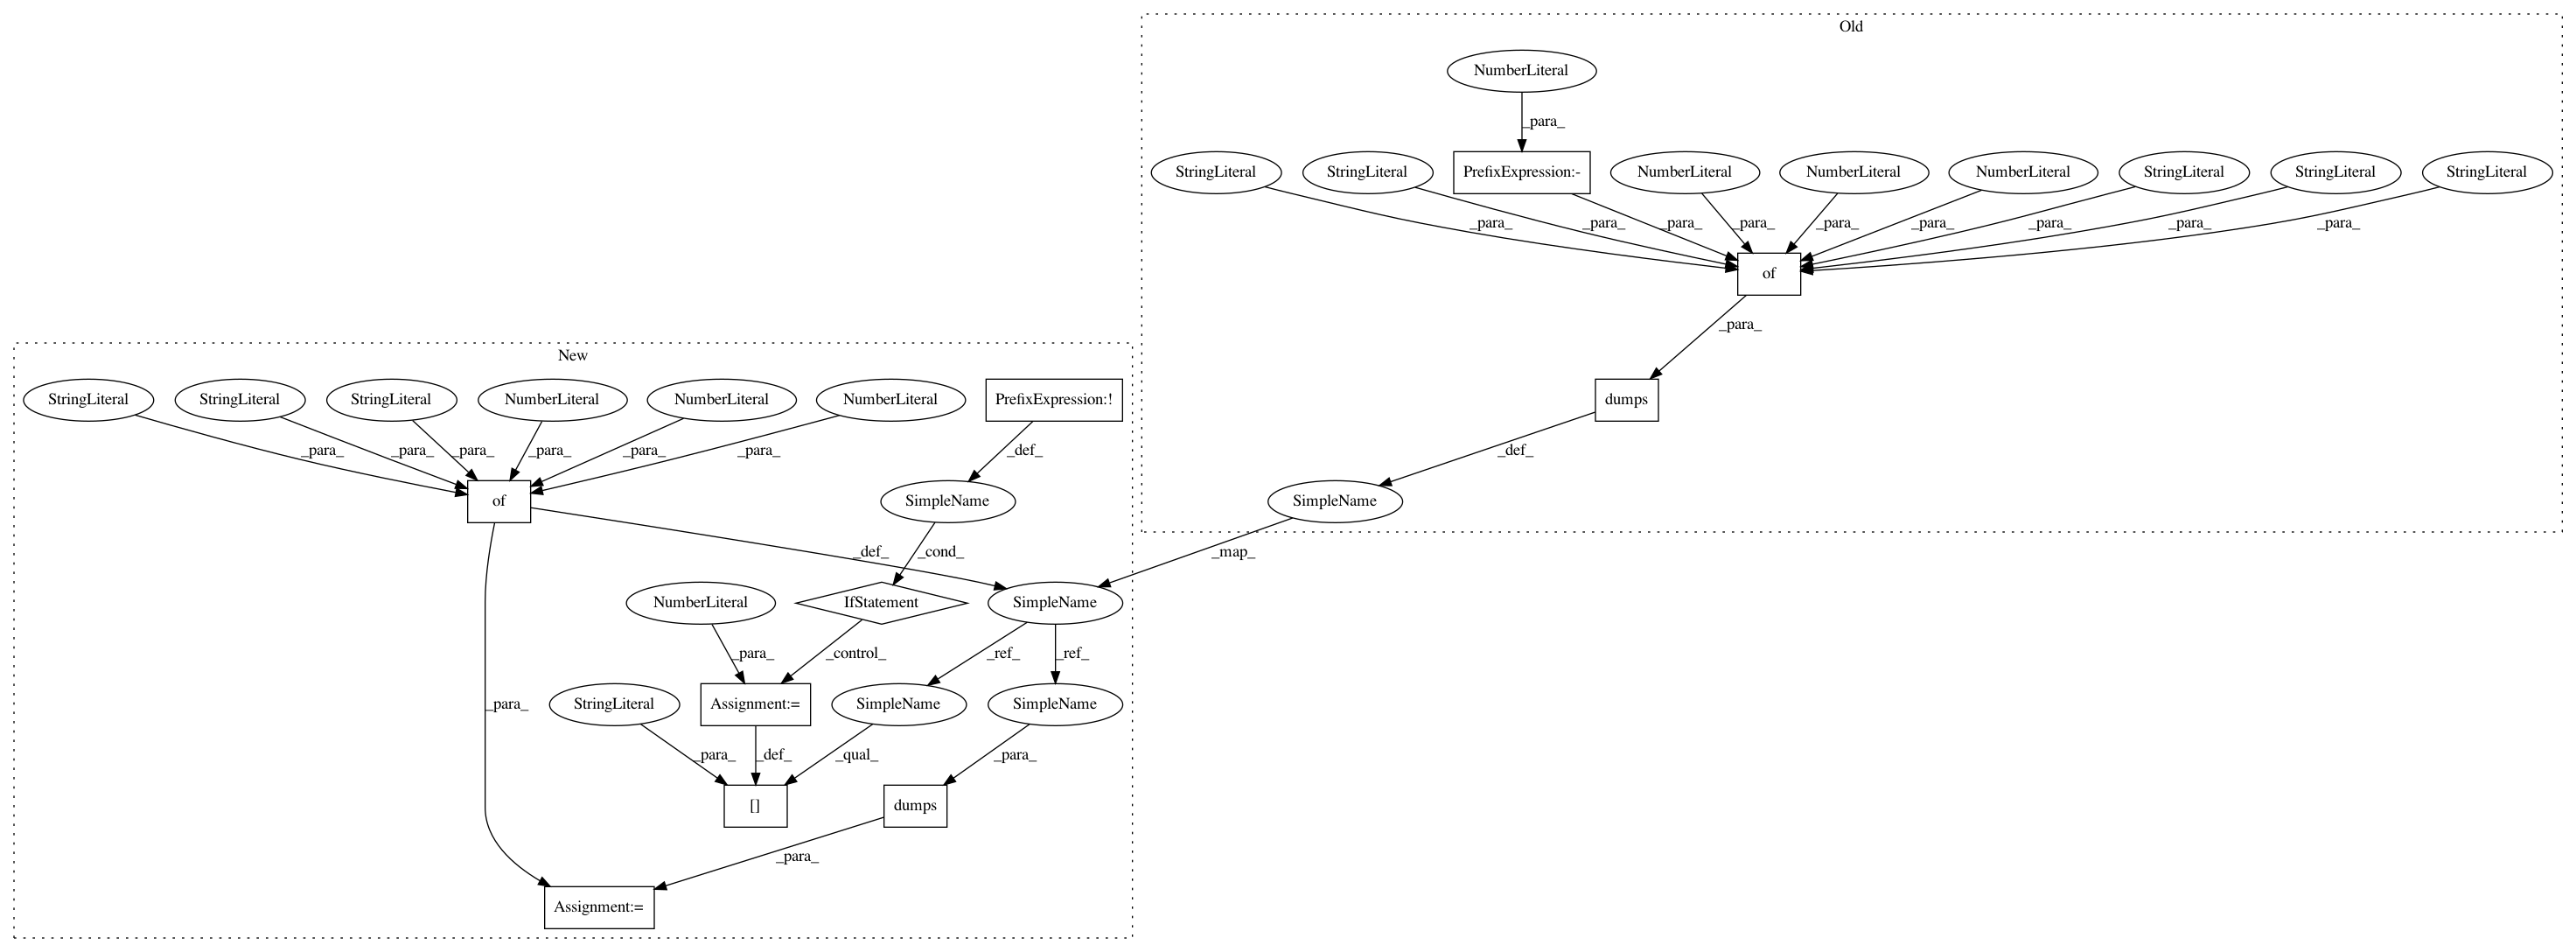 Old
NumberLiteral
_para_
StringLiteral
StringLiteral
PrefixExpression:-
NumberLiteral
NumberLiteral
NumberLiteral
StringLiteral
StringLiteral
StringLiteral
_para_
_para_
_para_
_para_
_para_
_para_
_para_
_para_
_para_
of
_para_
dumps
_def_
SimpleName
_map_
New
StringLiteral
StringLiteral
StringLiteral
NumberLiteral
NumberLiteral
NumberLiteral
PrefixExpression:!
_para_
_para_
_para_
_para_
_para_
_para_
_def_
of
SimpleName
_def_
_cond_
NumberLiteral
IfStatement
SimpleName
_para_
_control_
_ref_
_ref_
_para_
StringLiteral
Assignment:=
SimpleName
SimpleName
_para_
_def_
_qual_
_para_
[]
dumps
_para_
Assignment:=